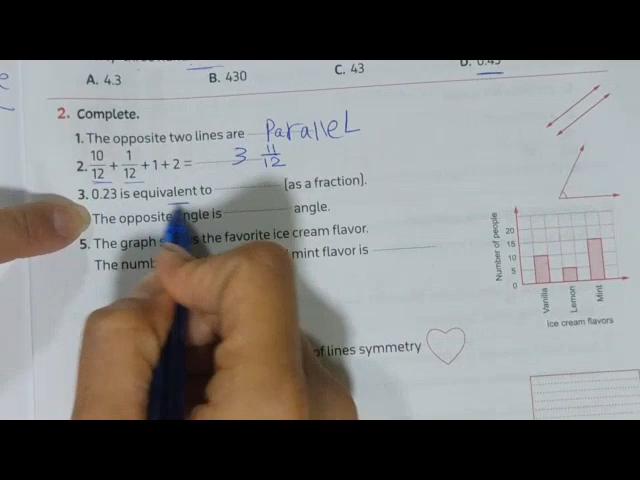 A. 4.3 B. 430 C. 43 D. 0.43
2. Complete.
1. The opposite two lines are Parallel
2. 10/12 + 1/12 + 1 + 2 = 3 11/12
3. 0.23 is equivalent to [as a fraction].
The opposite angle is angle.
5. The graph is the favorite ice cream flavor.
The mint flavor is
of lines symmetry
Number of people
20
15
10
5
0
Vanilla
Lemon
Mint
Ice cream flavors